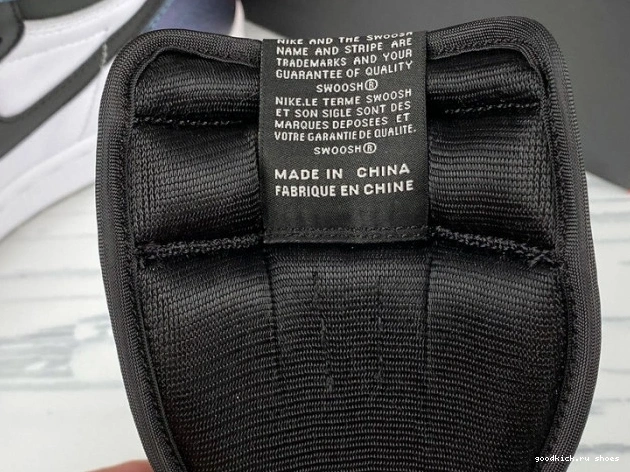 NIKE AND THE SWOOSH
NAME AND STRIPE ARE
TRADEMARKS AND YOUR
GUARANTEE OF QUALITY
SWOOSH®
NIKE.LE TERME SWOOSH
ET SON SIGLE SONT DES
MARQUES DEPOSEES ET
VOTRE GARANTIE DE QUALITE.
SWOOSH®
MADE IN CHINA
FABRIQUE EN CHINE
goodkick.ru shoes